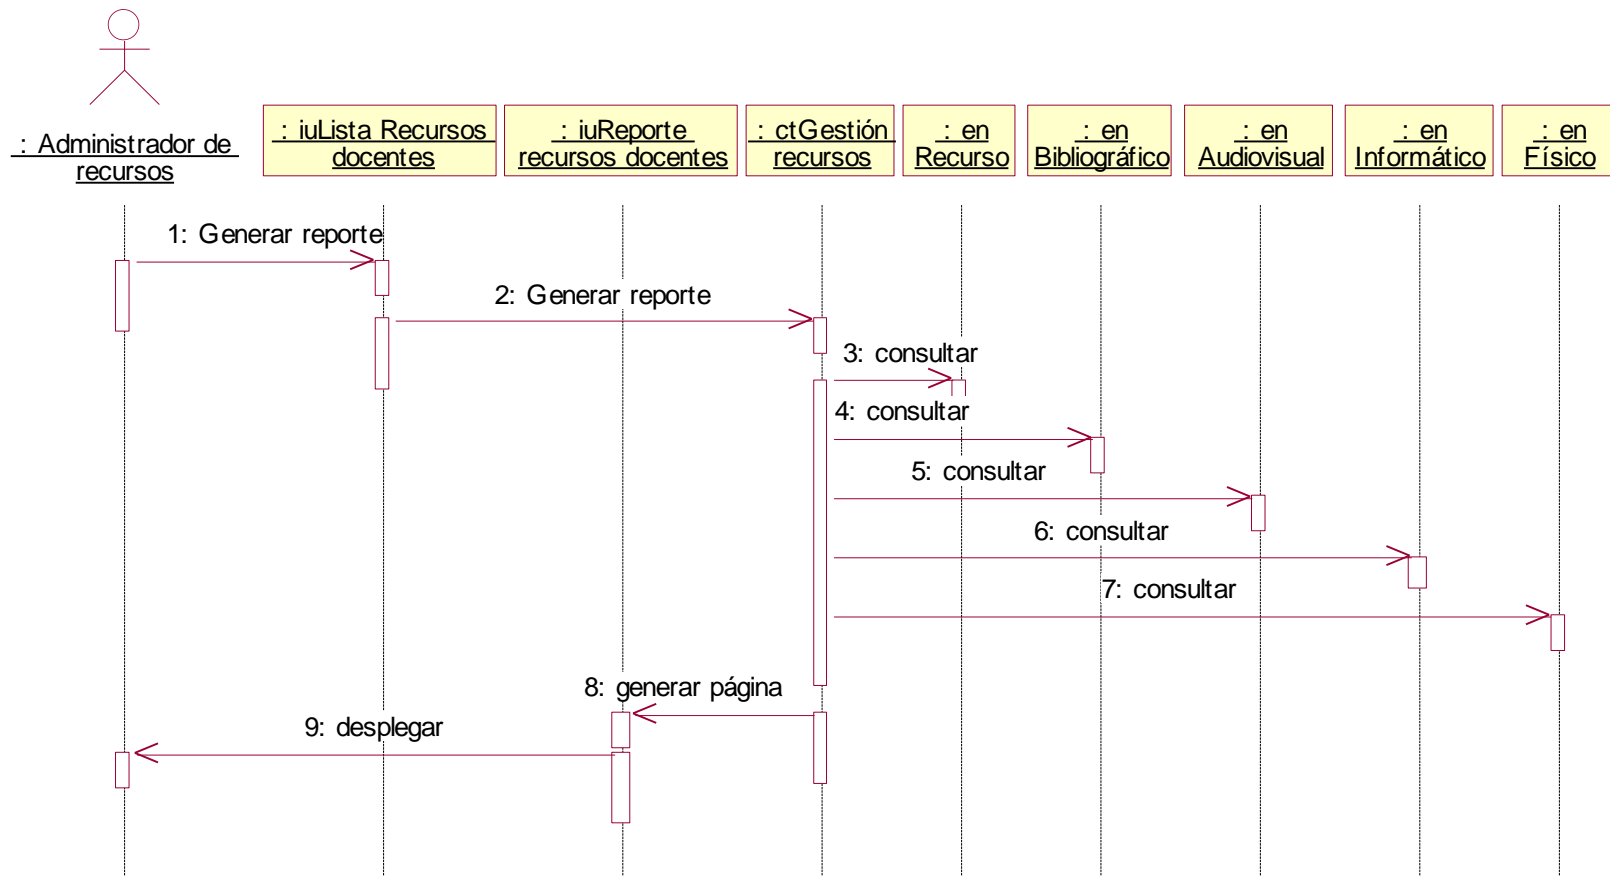 : Administrador de
recursos
: iuLista Recursos
docentes
: iuReporte
recursos docentes
: ctGestión
recursos
: en
Recurso
: en
Bibliográfico
: en
Audiovisual
: en
Informático
: en
Físico
1: Generar reporte
2: Generar reporte
3: consultar
4: consultar
5: consultar
6: consultar
7: consultar
8: generar página
9: desplegar